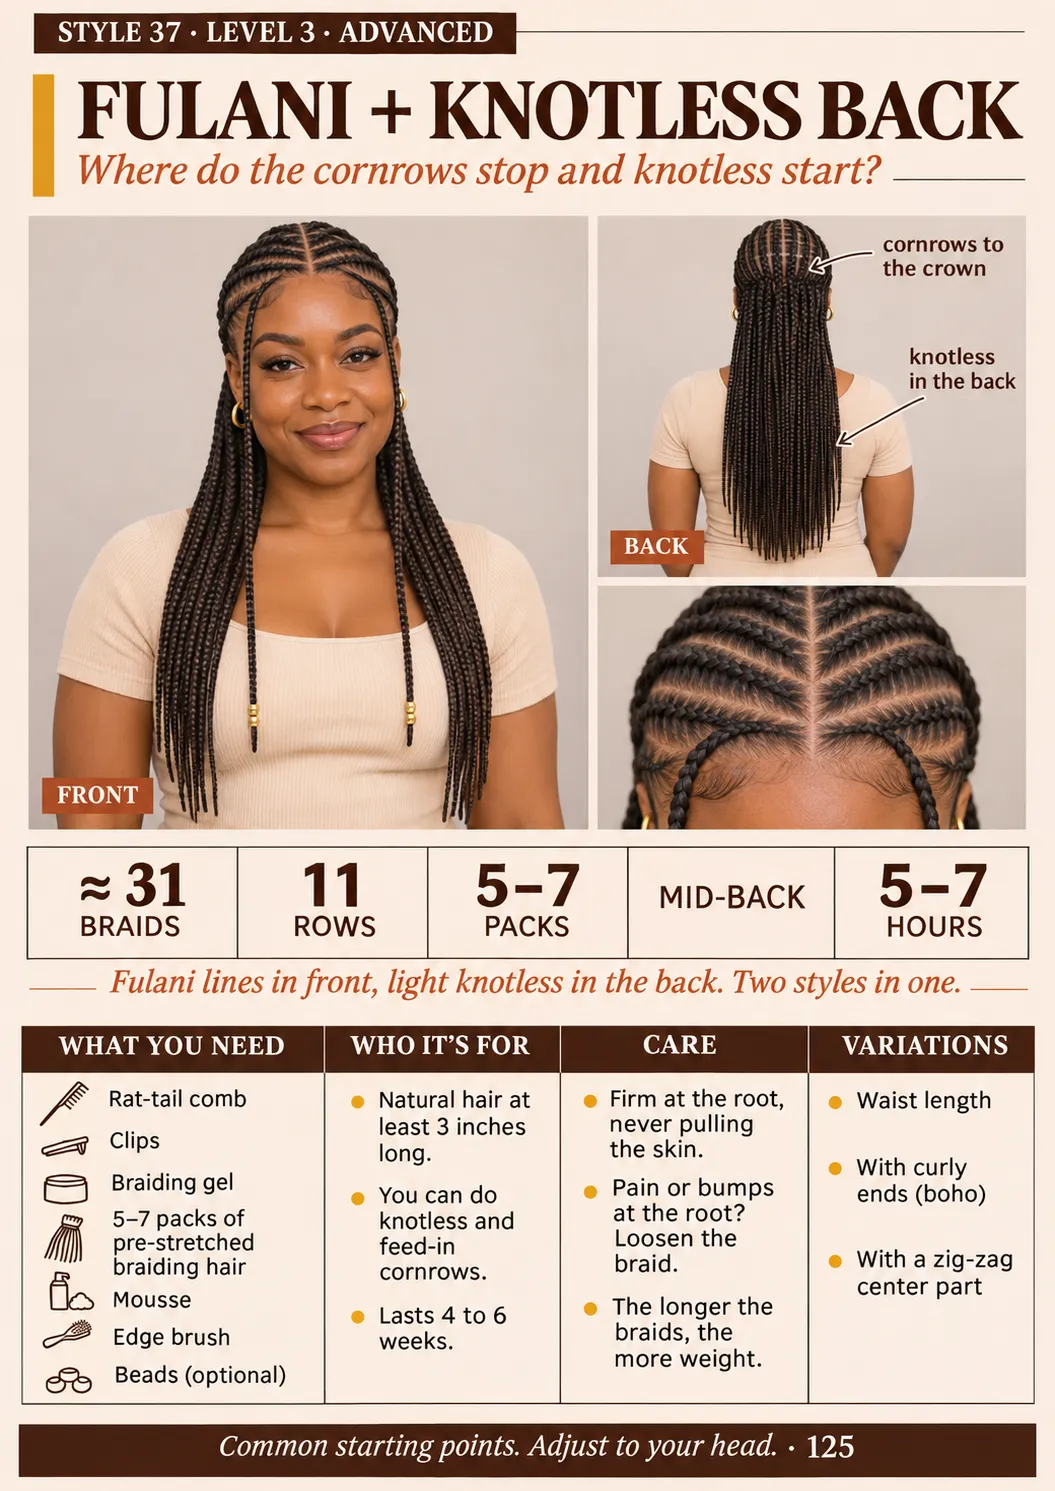 STYLE 37 · LEVEL 3 · ADVANCED
FULANI + KNOTLESS BACK
Where do the cornrows stop and knotless start?
cornrows to
the crown
knotless
in the back
BACK
FRONT
≈ 31
BRAIDS
11
ROWS
5–7
PACKS
MID-BACK
5–7
HOURS
Fulani lines in front, light knotless in the back. Two styles in one.
WHAT YOU NEED
Rat-tail comb
Clips
Braiding gel
5–7 packs of
pre-stretched
braiding hair
Mousse
Edge brush
Beads (optional)
WHO IT'S FOR
Natural hair at
least 3 inches
long.
You can do
knotless and
feed-in
cornrows.
Lasts 4 to 6
weeks.
CARE
Firm at the root,
never pulling
the skin.
Pain or bumps
at the root?
Loosen the
braid.
The longer the
braids, the
more weight.
VARIATIONS
Waist length
With curly
ends (boho)
With a zig-zag
center part
Common starting points. Adjust to your head. · 125